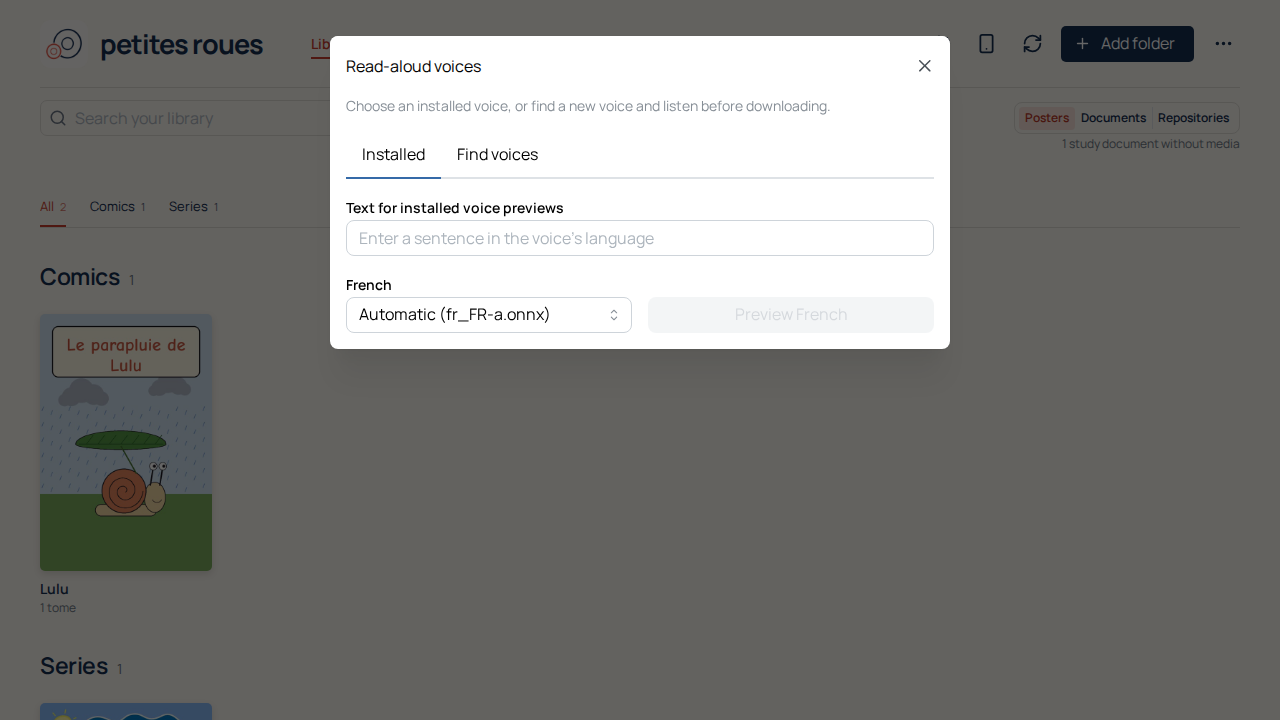 petites roues
Lib
Add folder
Read-aloud voices
Choose an installed voice, or find a new voice and listen before downloading.
Search your library
Posters
Documents
Repositories
1 study document without media
Installed
Find voices
All 2
Comics 1
Series 1
Text for installed voice previews
Enter a sentence in the voice's language
Comics 1
French
Automatic (fr_FR-a.onnx)
Preview French
Le parapluie de
Lulu
Lulu
1 tome
Series 1